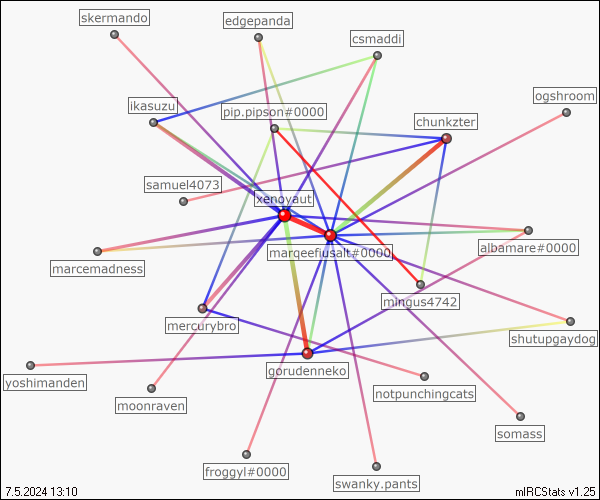 skermando
edgepanda
csmaddi
ogshroom
ikasuzu
pip.pipson#0000
chunkzter
samuel4073
xenoyaut
marqeefiusalt#0000
albamare#0000
marcemadness
mingus4742
mercurybro
shutupgaydog
gorudenneko
yoshimanden
notpunchingcats
moonraven
somass
froggyl#0000
swanky.pants
7.5.2024 13:10
mIRCStats v1.25